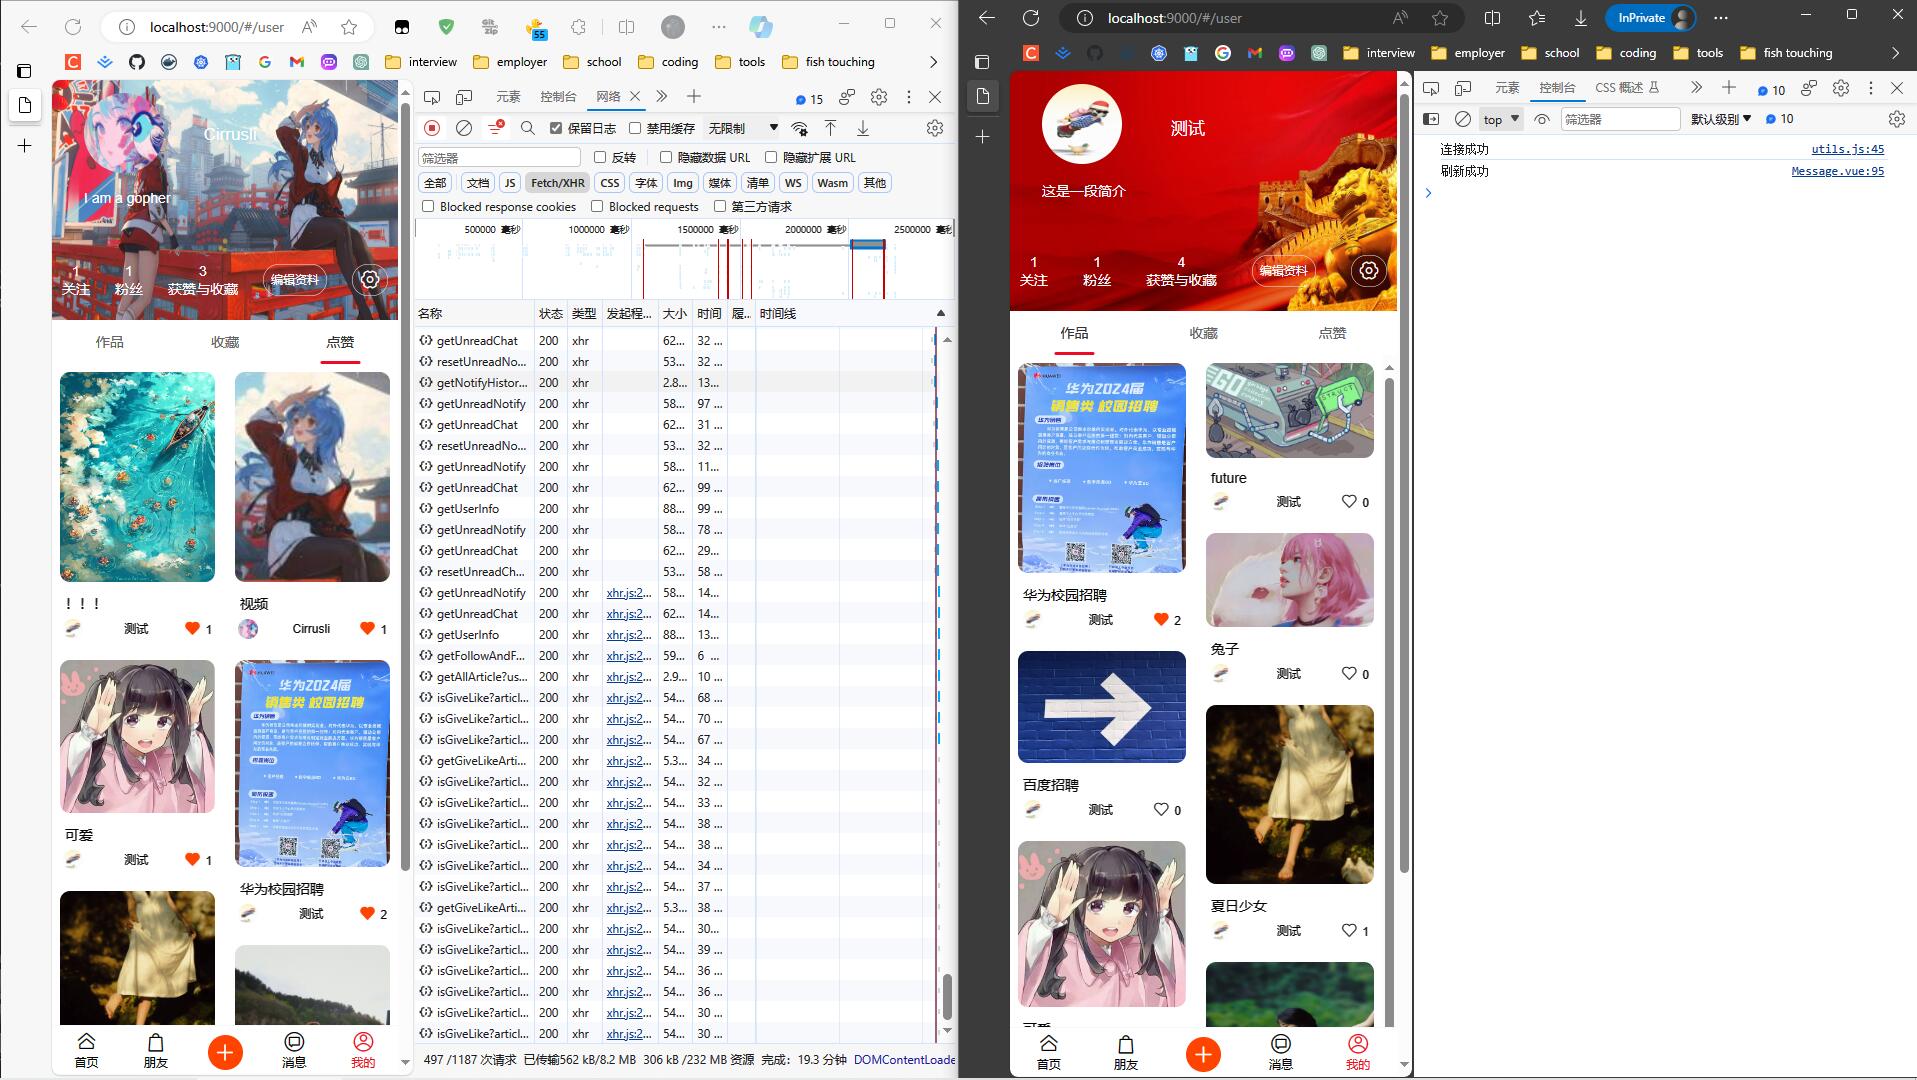 localhost:9000/#/user
55
interview
employer
school
coding
tools
fish touching
Cirrusli
I am a gopher
1
关注
1
粉丝
3
获赞与收藏
编辑资料
作品
收藏
点赞
！！！
测试
1
视频
Cirrusli
1
可爱
测试
1
华为2024届
销售类 校园招聘
华为校园招聘
测试
2
首页
朋友
消息
我的
元素
控制台
网络
15
保留日志
禁用缓存
无限制
筛选器
反转
隐藏数据 URL
隐藏扩展 URL
全部
文档
JS
Fetch/XHR
CSS
字体
Img
媒体
清单
WS
Wasm
其他
Blocked response cookies
Blocked requests
第三方请求
500000 毫秒
1000000 毫秒
1500000 毫秒
2000000 毫秒
2500000 毫秒
名称 状态 类型 发起程... 大小 时间 履... 时间线
getUnreadChat 200 xhr 62... 32 ...
resetUnreadNo... 200 xhr 53... 32 ...
getNotifyHistor... 200 xhr 2.8... 13...
getUnreadNotify 200 xhr 58... 97 ...
getUnreadChat 200 xhr 62... 31 ...
resetUnreadNo... 200 xhr 53... 32 ...
getUnreadNotify 200 xhr 58... 11...
getUnreadChat 200 xhr 62... 99 ...
getUserInfo 200 xhr 88... 99 ...
getUnreadNotify 200 xhr 58... 78 ...
getUnreadChat 200 xhr 62... 29...
resetUnreadCh... 200 xhr 53... 58 ...
getUnreadNotify 200 xhr xhr.js:2... 58... 14...
getUnreadChat 200 xhr xhr.js:2... 62... 14...
getUserInfo 200 xhr xhr.js:2... 88... 13...
getFollowAndF... 200 xhr xhr.js:2... 59... 6 ...
getAllArticle?us... 200 xhr xhr.js:2... 2.9... 10 ...
isGiveLike?articl... 200 xhr xhr.js:2... 54... 68 ...
isGiveLike?articl... 200 xhr xhr.js:2... 54... 70 ...
isGiveLike?articl... 200 xhr xhr.js:2... 54... 67 ...
getGiveLikeArti... 200 xhr xhr.js:2... 5.3... 34 ...
isGiveLike?articl... 200 xhr xhr.js:2... 54... 32 ...
isGiveLike?articl... 200 xhr xhr.js:2... 54... 33 ...
isGiveLike?articl... 200 xhr xhr.js:2... 54... 38 ...
isGiveLike?articl... 200 xhr xhr.js:2... 54... 38 ...
isGiveLike?articl... 200 xhr xhr.js:2... 54... 34 ...
isGiveLike?articl... 200 xhr xhr.js:2... 54... 37 ...
getGiveLikeArti... 200 xhr xhr.js:2... 5.3... 38 ...
isGiveLike?articl... 200 xhr xhr.js:2... 54... 30...
isGiveLike?articl... 200 xhr xhr.js:2... 54... 39 ...
isGiveLike?articl... 200 xhr xhr.js:2... 54... 36 ...
isGiveLike?articl... 200 xhr xhr.js:2... 54... 36 ...
isGiveLike?articl... 200 xhr xhr.js:2... 54... 30 ...
isGiveLike?articl... 200 xhr xhr.js:2... 54... 30 ...
497 /1187 次请求 已传输562 kB/8.2 MB 306 kB /232 MB 资源 完成: 19.3 分钟 DOMContentLoade
localhost:9000/#/user
InPrivate
interview
employer
school
coding
tools
fish touching
测试
这是一段简介
1
关注
1
粉丝
4
获赞与收藏
编辑资料
作品
收藏
点赞
华为2024届
销售类 校园招聘
华为校园招聘
测试
2
future
测试
0
兔子
测试
0
百度招聘
测试
0
夏日少女
测试
1
首页
朋友
消息
我的
元素
控制台
CSS 概述
10
top
筛选器
默认级别
10
连接成功 utils.js:45
刷新成功 Message.vue:95